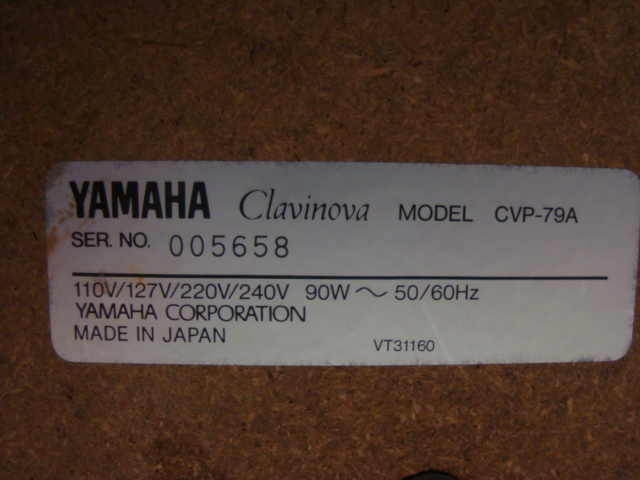 YAMAHA Clavinova MODEL CVP-79A
SER. NO. 005658
110V/127V/220V/240V 90W ~ 50/60Hz
YAMAHA CORPORATION
MADE IN JAPAN VT31160